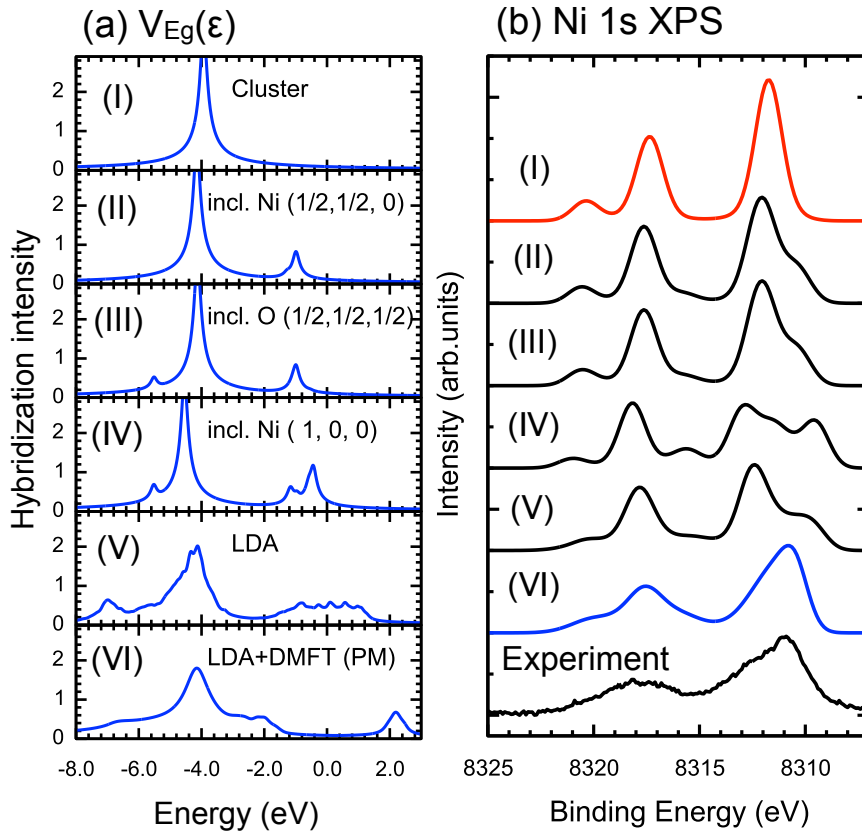 (a) V_Eg(ε)
Hybridization intensity
(I)
Cluster
2
1
0
(II)
incl. Ni (1/2,1/2, 0)
2
1
0
(III)
incl. O (1/2,1/2,1/2)
2
1
0
(IV)
incl. Ni ( 1, 0, 0)
2
1
0
(V)
LDA
2
1
0
(VI)
LDA+DMFT (PM)
2
1
0
-8.0 -6.0 -4.0 -2.0 0.0 2.0
Energy (eV)
(b) Ni 1s XPS
Intensity (arb.units)
(I)
(II)
(III)
(IV)
(V)
(VI)
Experiment
8325 8320 8315 8310
Binding Energy (eV)